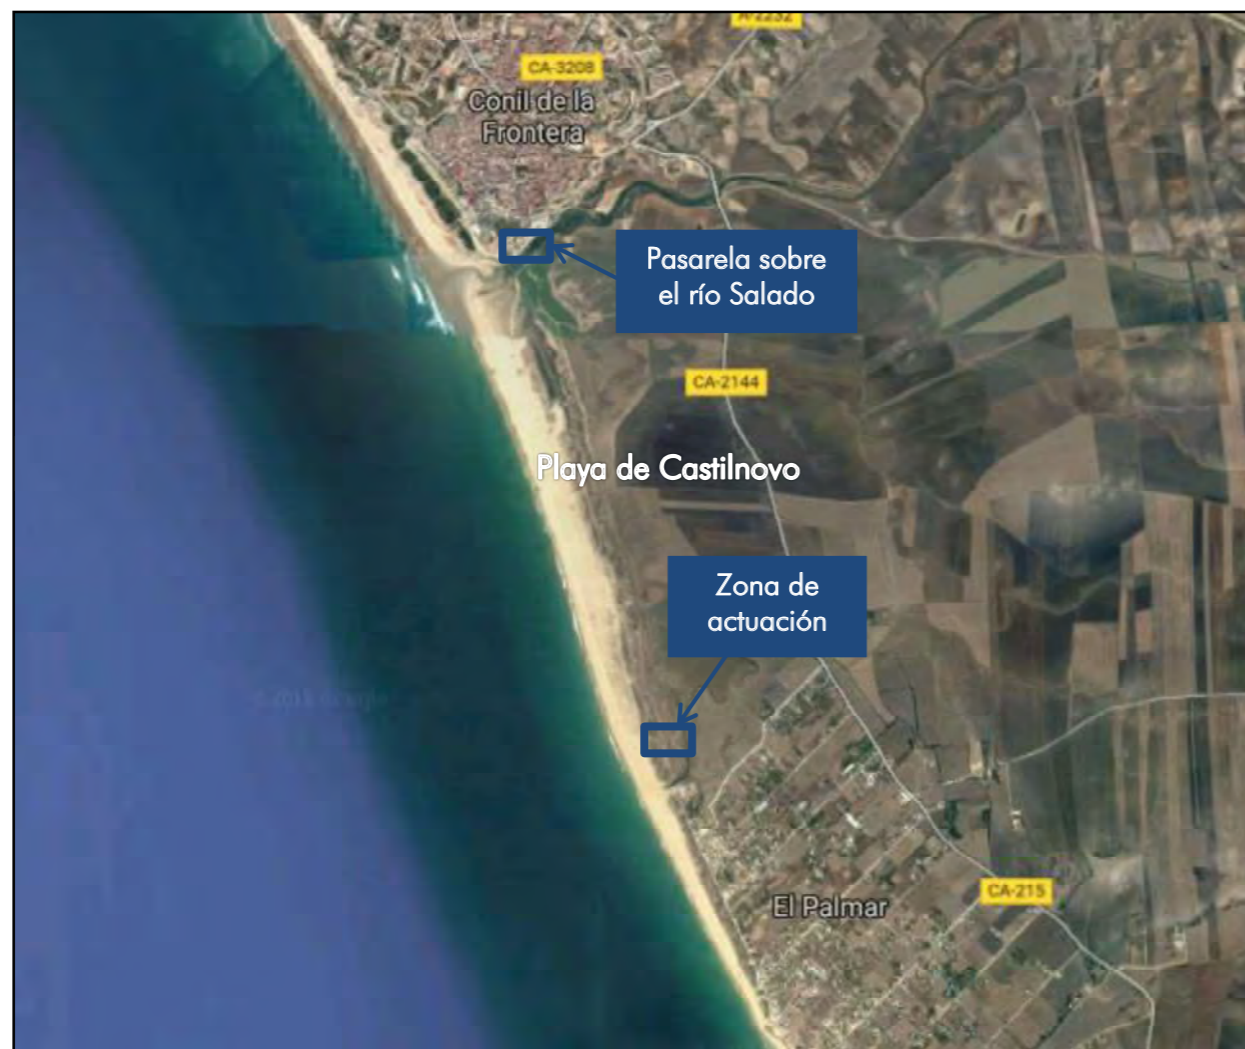 A-2232
CA-3208
Conil de la
Frontera
Pasarela sobre
el río Salado
CA-2144
Playa de Castilnovo
Zona de
actuación
CA-215
El Palmar